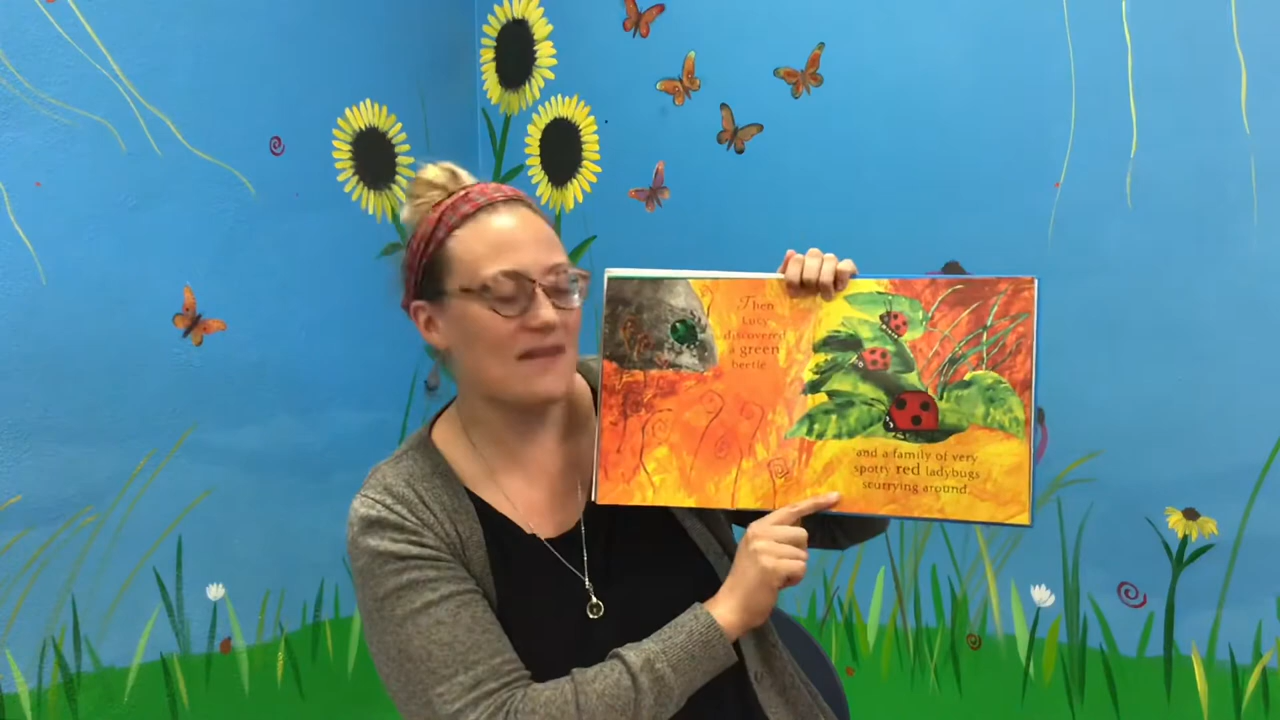 Then
Lucy
discovered
a green
beetle
and a family of very
spotty red ladybugs
scurrying around.